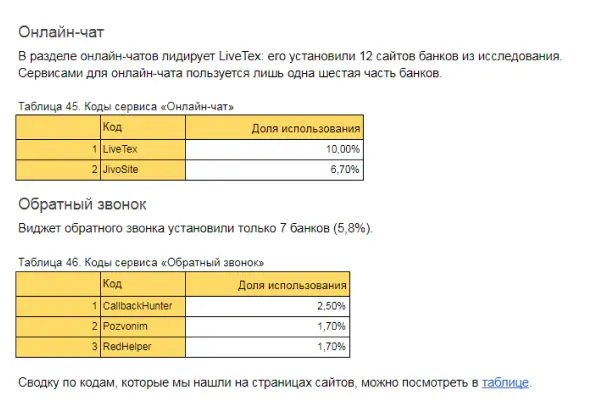 Онлайн-чат
В разделе онлайн-чатов лидирует LiveTex: его установили 12 сайтов банков из исследования.
Сервисами для онлайн-чата пользуется лишь одна шестая часть банков.
Таблица 45. Коды сервиса «Онлайн-чат»
Код Доля использования
1 LiveTex 10,00%
2 JivoSite 6,70%
Обратный звонок
Виджет обратного звонка установили только 7 банков (5,8%).
Таблица 46. Коды сервиса «Обратный звонок»
Код Доля использования
1 CallbackHunter 2,50%
2 Pozvonim 1,70%
3 RedHelper 1,70%
Сводку по кодам, которые мы нашли на страницах сайтов, можно посмотреть в таблице.